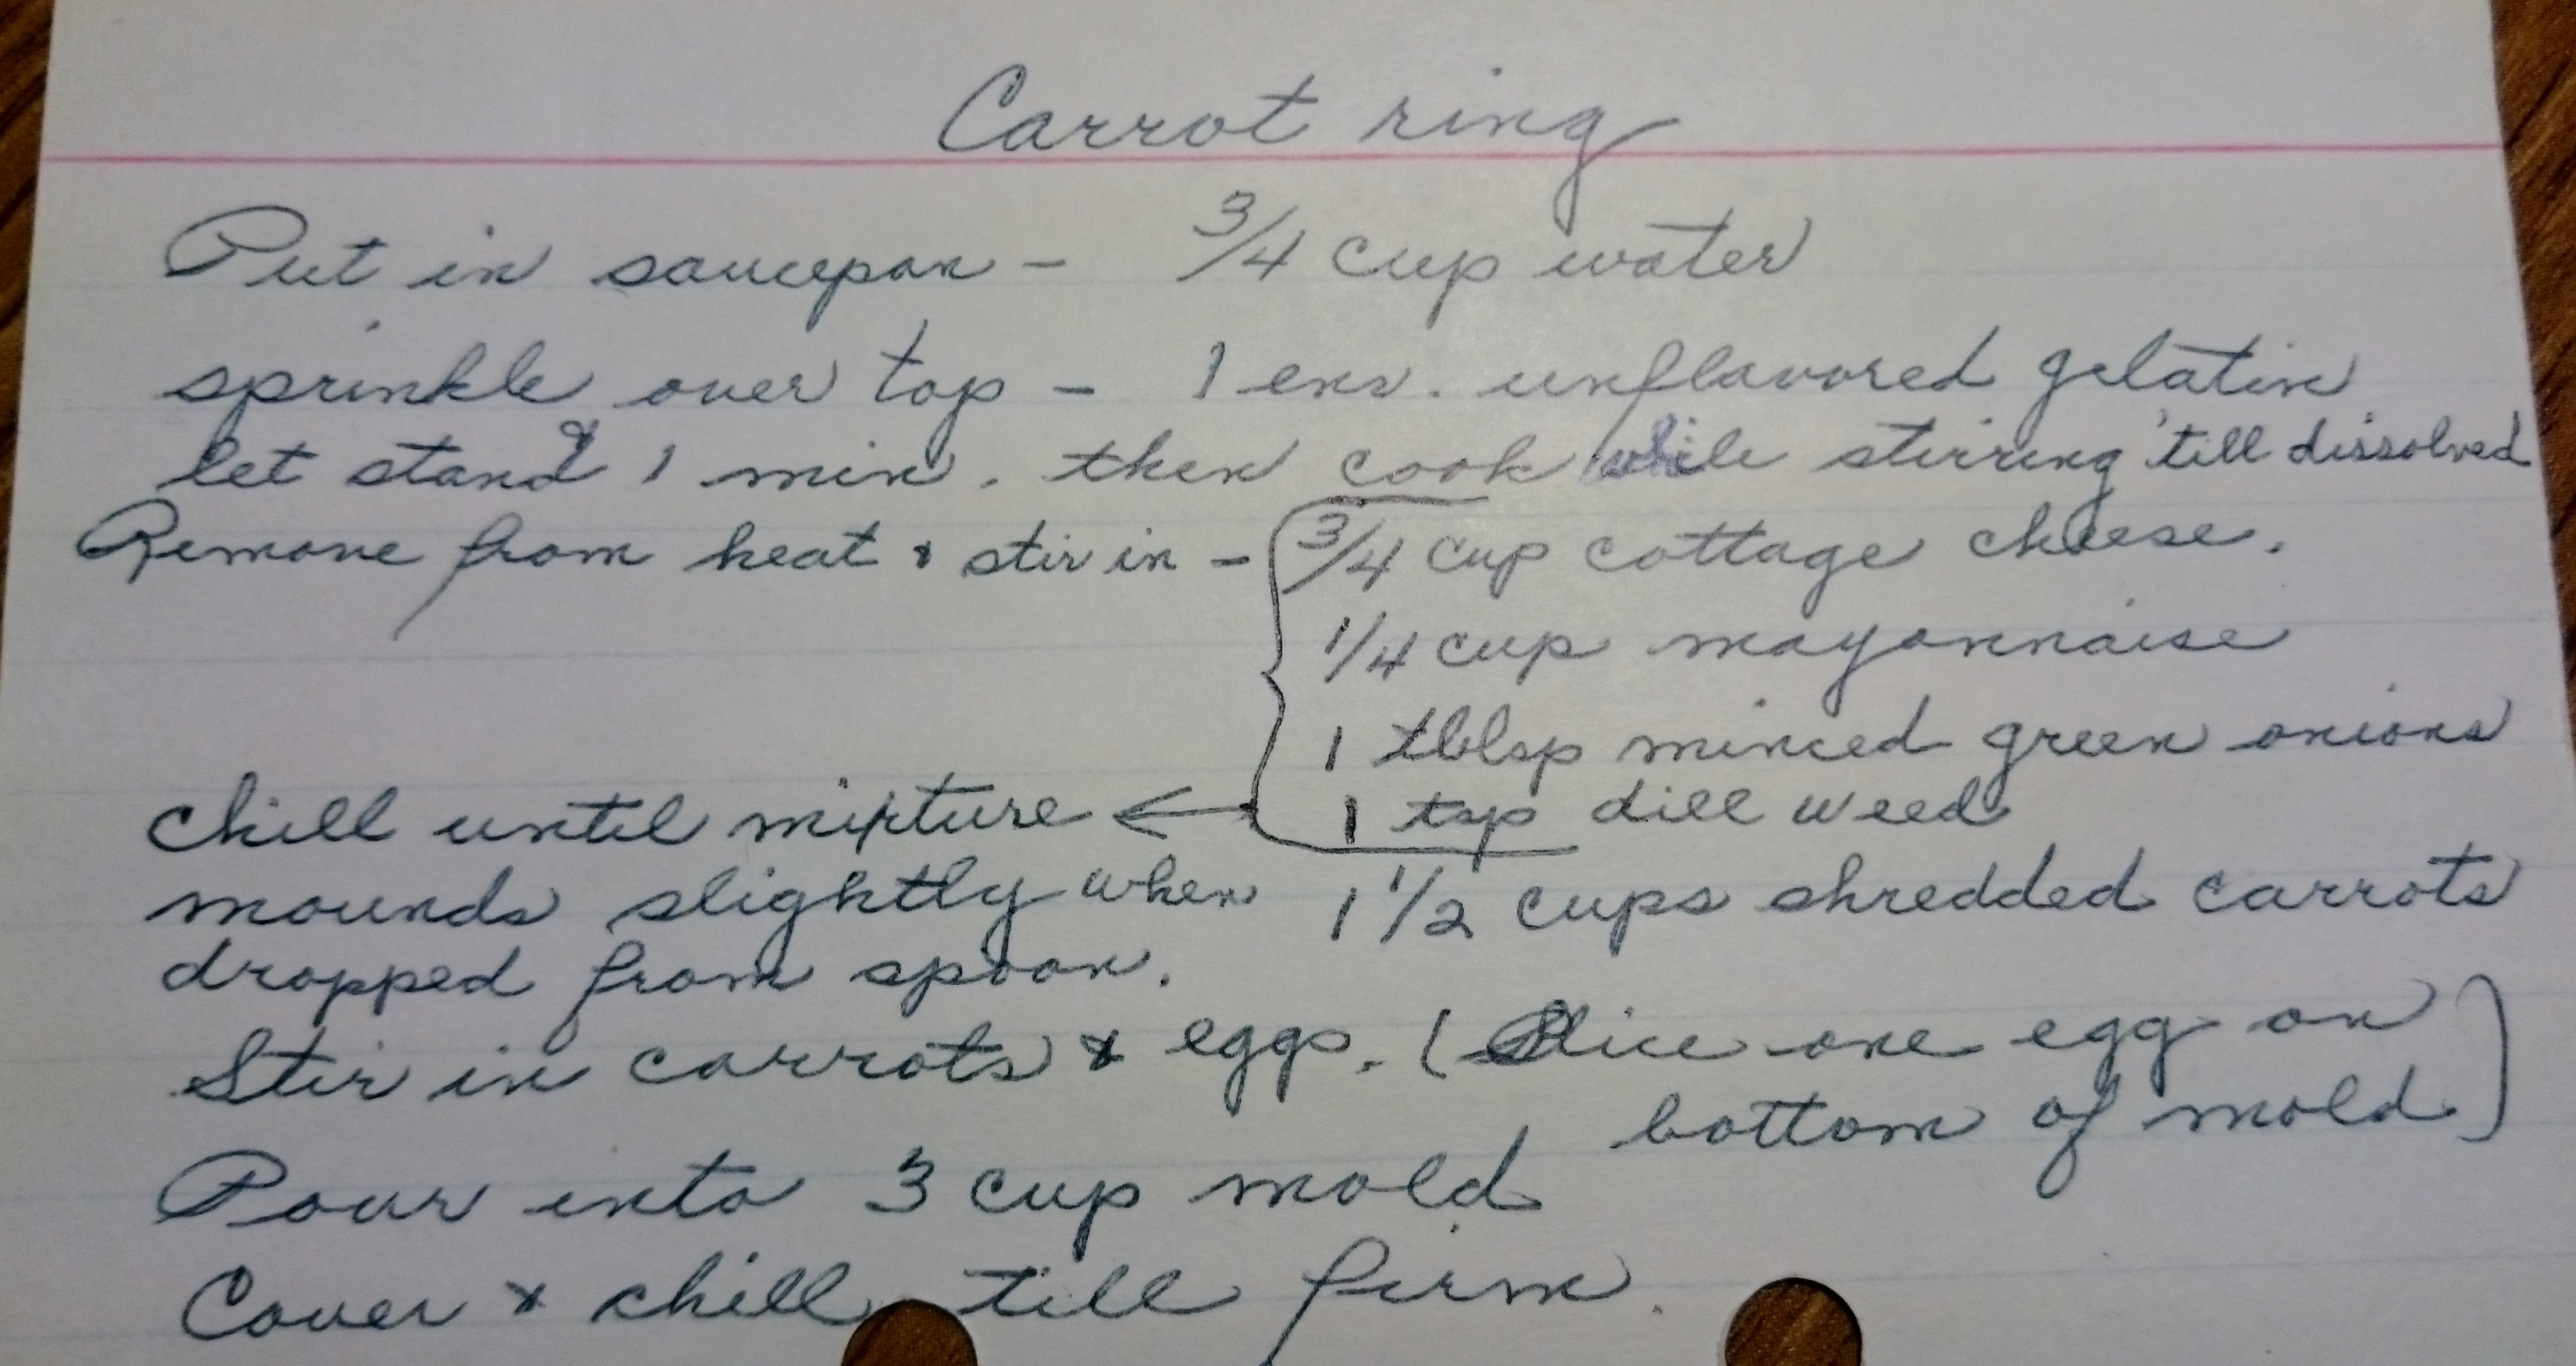 Carrot ring
Put in saucepan - 3/4 cup water
sprinkle over top - 1 env. unflavored gelatin
let stand 1 min. then cook while stirring 'till dissolved
Remove from heat & stir in - 3/4 cup cottage cheese.
1/4 cup mayonnaise
1 tblsp minced green onions
1 tsp dill weed
chill until mixture
mounds slightly when
dropped from spoon.
1 1/2 cups shredded carrots
Stir in carrots & eggs. (Slice one egg on
bottom of mold)
Pour into 3 cup mold
Cover & chill till firm.